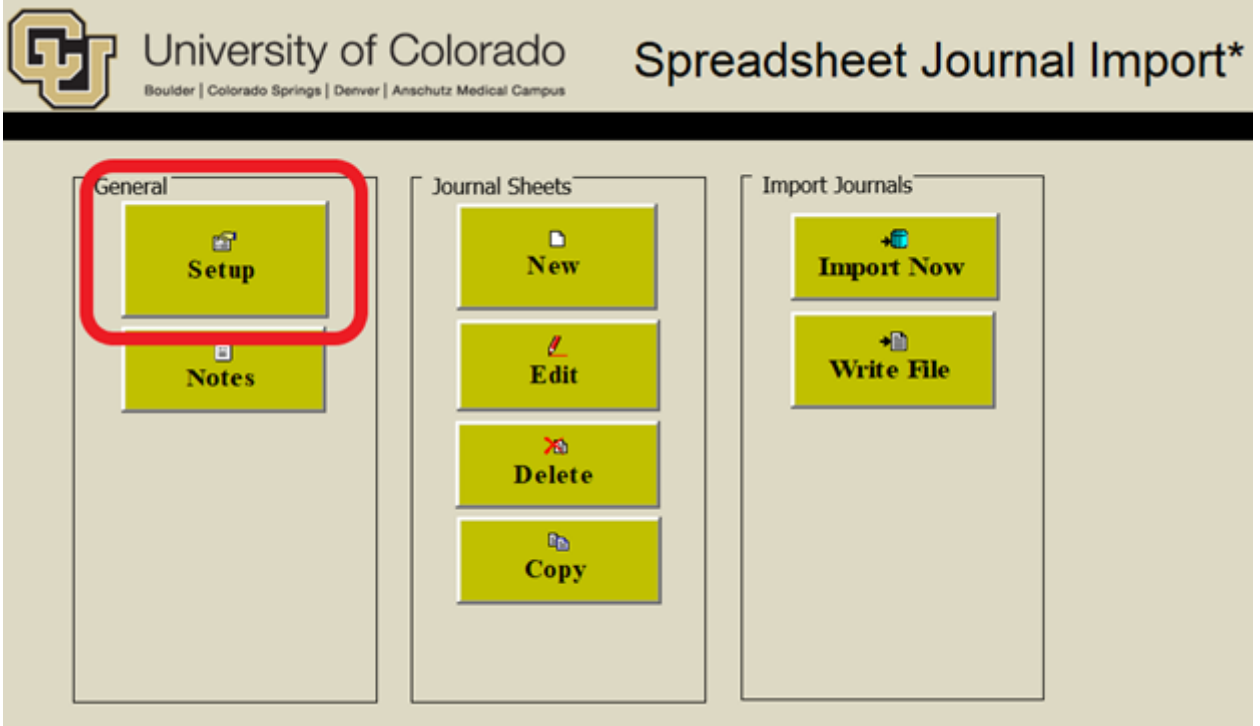 CU
University of Colorado
Boulder | Colorado Springs | Denver | Anschutz Medical Campus
Spreadsheet Journal Import*
General
Setup
Notes
Journal Sheets
New
Edit
Delete
Copy
Import Journals
Import Now
Write File